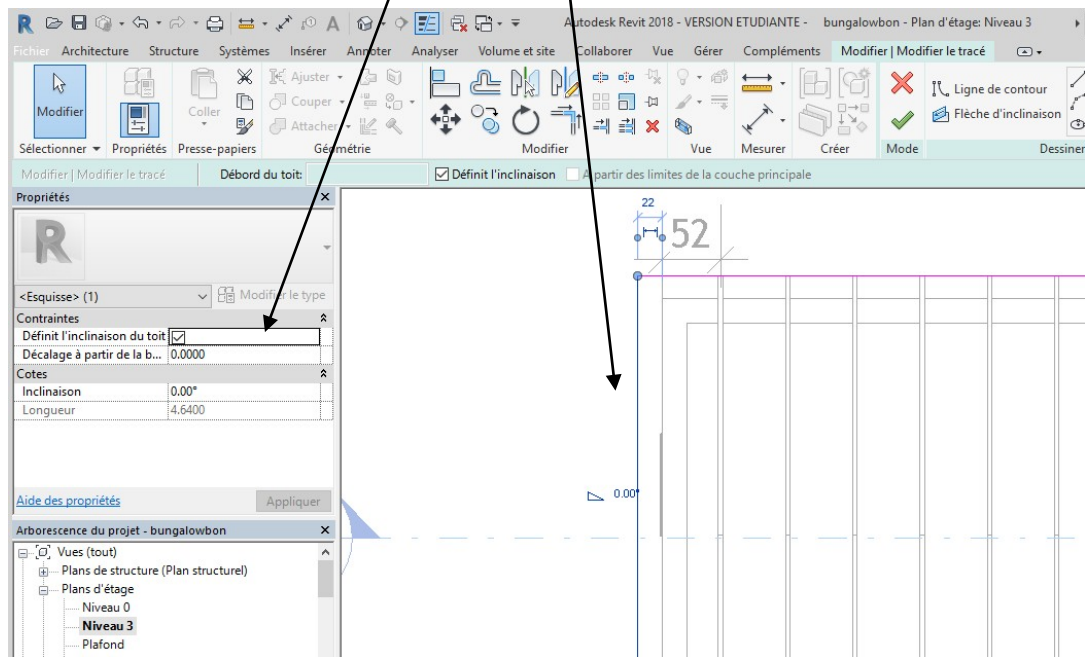 Autodesk Revit 2018 - VERSION ETUDIANTE - bungalowbon - Plan d'étage: Niveau 3
Fichier Architecture Structure Systèmes Insérer Annoter Analyser Volume et site Collaborer Vue Gérer Compléments Modifier | Modifier le tracé
Modifier
Coller
Ajuster
Couper
Attacher
Ligne de contour
Flèche d'inclinaison
Sélectionner Propriétés Presse-papiers Géométrie Modifier Vue Mesurer Créer Mode Dessiner
Modifier | Modifier le tracé Débord du toit: Définit l'inclinaison A partir des limites de la couche principale
Propriétés
R
<Esquisse> (1) Modifier le type
Contraintes
Définit l'inclinaison du toit
Décalage à partir de la b... 0.0000
Cotes
Inclinaison 0.00°
Longueur 4.6400
Aide des propriétés Appliquer
Arborescence du projet - bungalowbon
Vues (tout)
Plans de structure (Plan structurel)
Plans d'étage
Niveau 0
Niveau 3
Plafond
22
52
0.00°